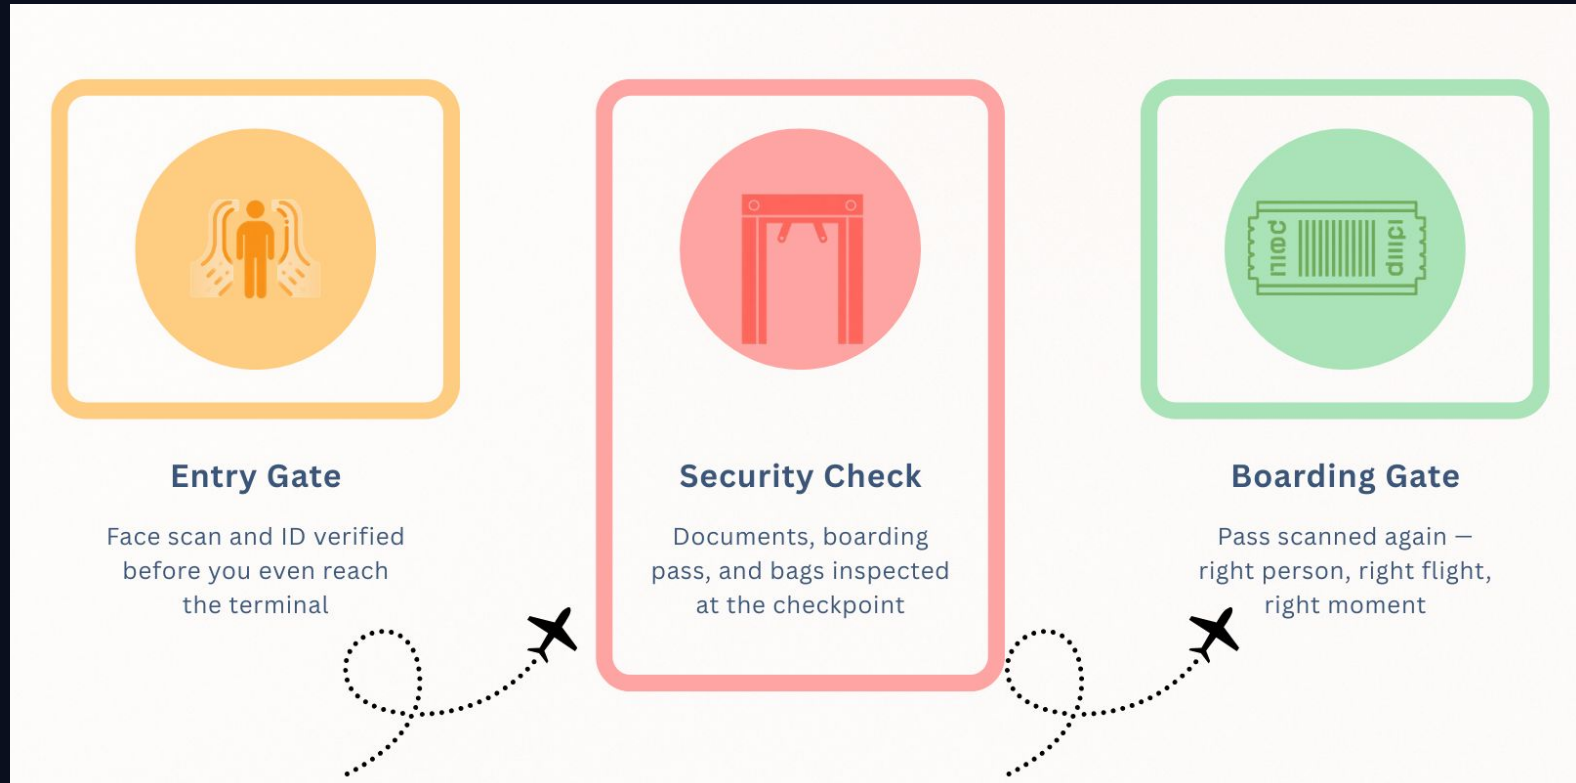 Entry Gate
Face scan and ID verified
before you even reach
the terminal
Security Check
Documents, boarding
pass, and bags inspected
at the checkpoint
Boarding Gate
Pass scanned again —
right person, right flight,
right moment